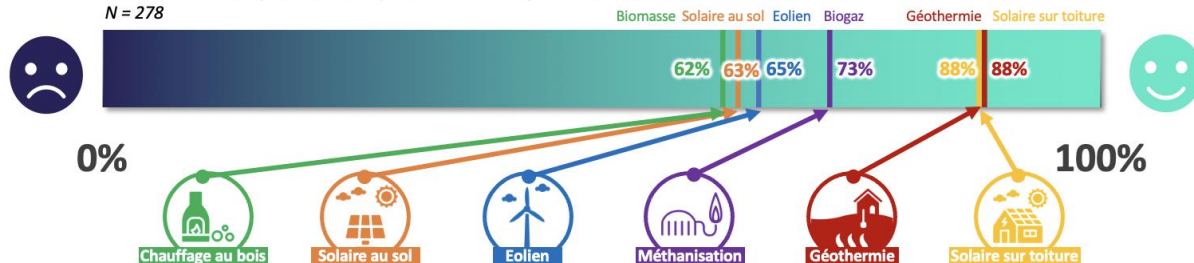 N = 278
Biomasse Solaire au sol Eolien Biogaz Géothermie Solaire sur toiture
62% 63% 65% 73% 88% 88%
0% 100%
Chauffage au bois Solaire au sol Eolien Méthanisation Géothermie Solaire sur toiture